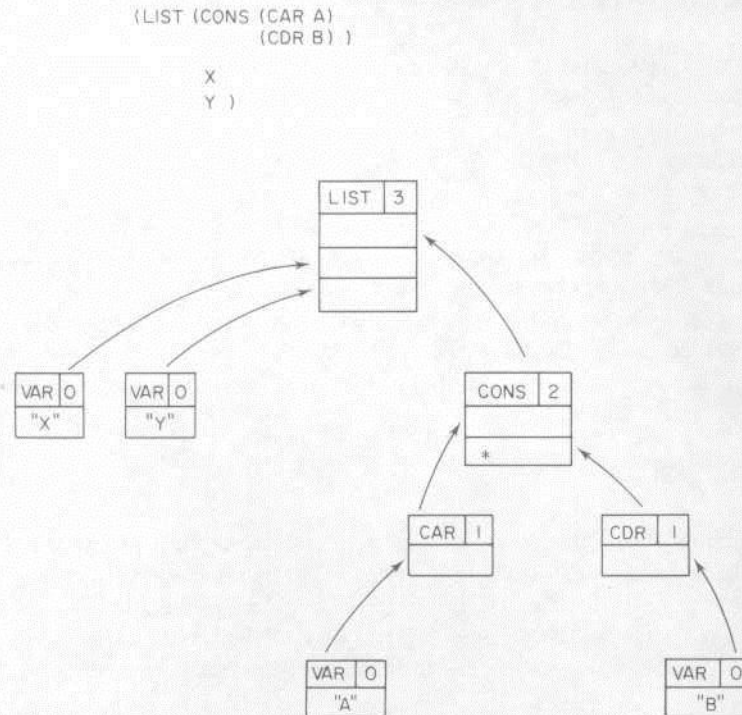 (LIST (CONS (CAR A)
(CDR B) )
X
Y )
LIST 3
VAR 0
"X"
VAR 0
"Y"
CONS 2
*
CAR 1
CDR 1
VAR 0
"A"
VAR 0
"B"